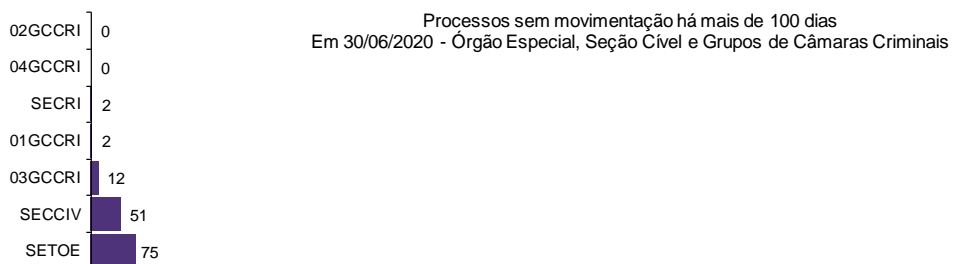 Processos sem movimentação há mais de 100 dias
Em 30/06/2020 - Órgão Especial, Seção Cível e Grupos de Câmaras Criminais
02GCCRI 0
04GCCRI 0
SECRI 2
01GCCRI 2
03GCCRI 12
SECCIV 51
SETOE 75